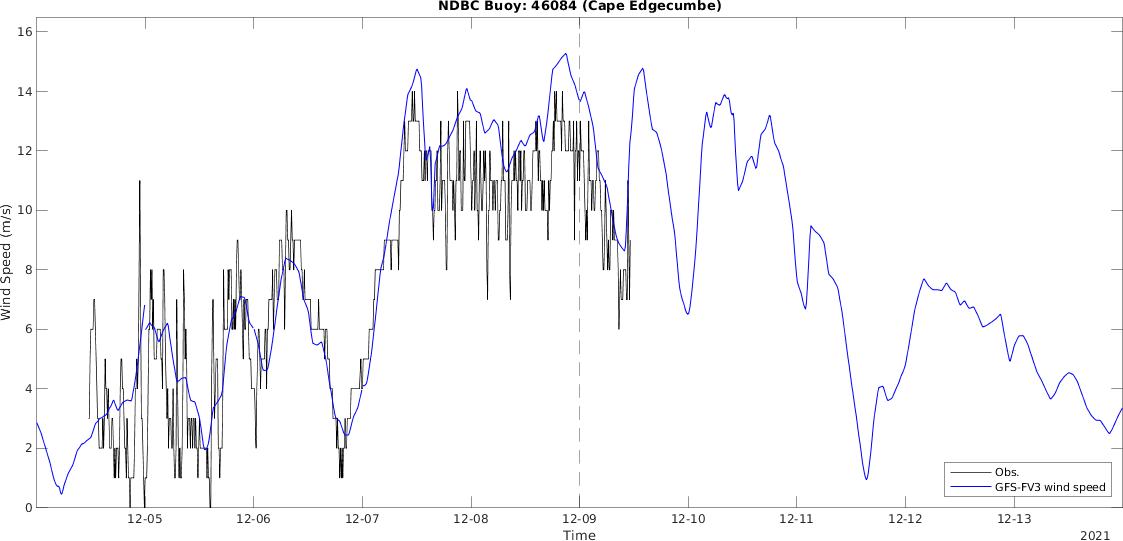 NDBC Buoy: 46084 (Cape Edgecumbe)
Wind Speed (m/s)
16
14
12
10
8
6
4
2
0
12-05 12-06 12-07 12-08 12-09 12-10 12-11 12-12 12-13
Time
2021
Obs.
GFS-FV3 wind speed